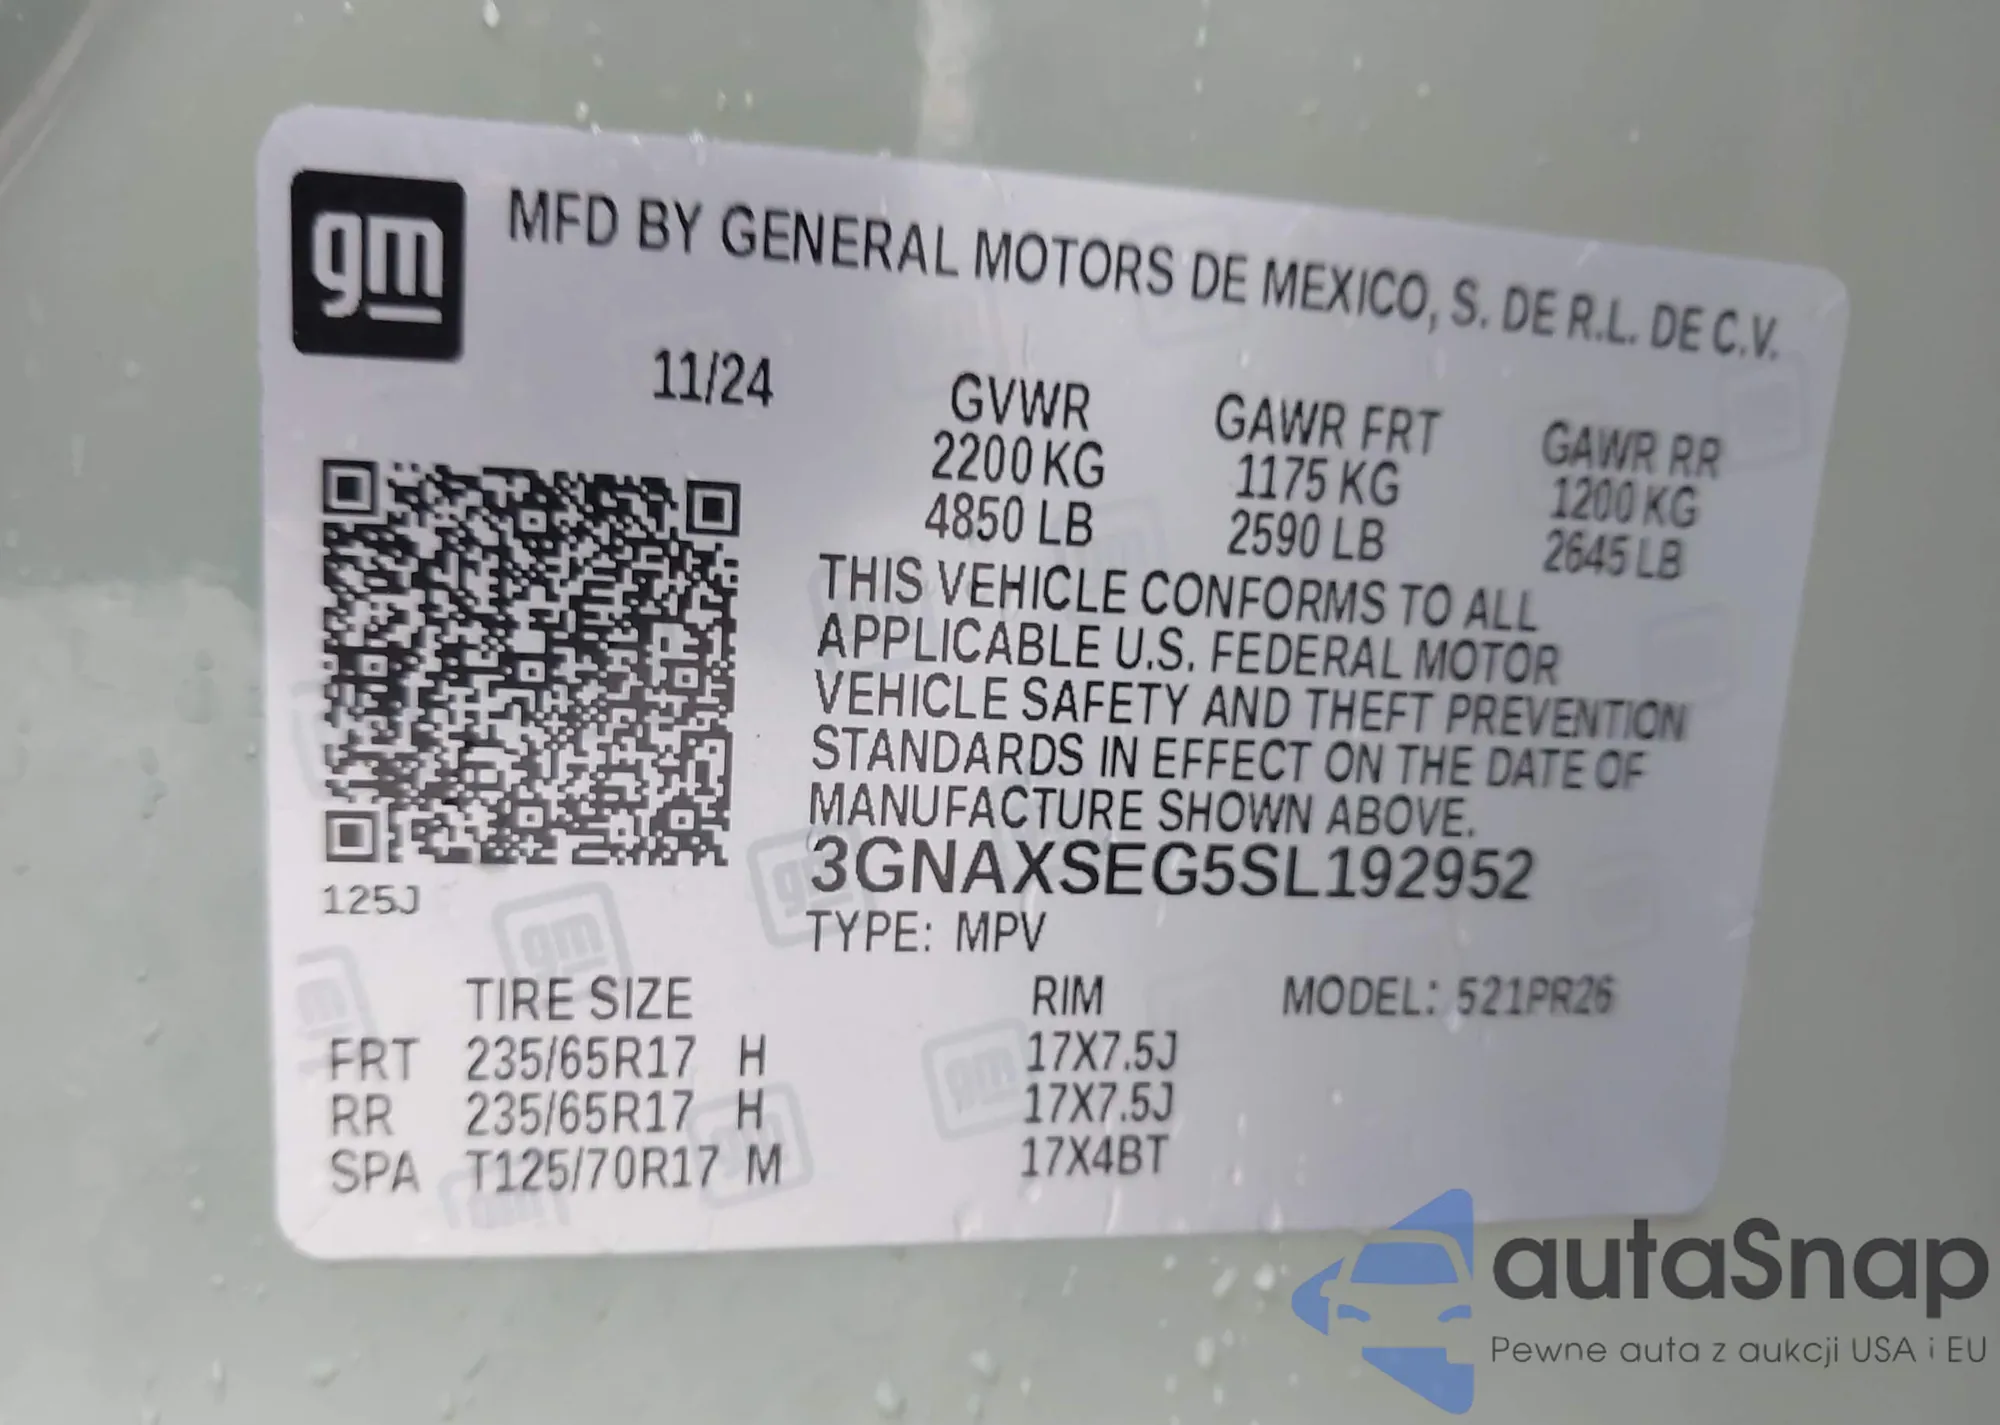 gm
MFD BY GENERAL MOTORS DE MEXICO, S. DE R.L. DE C.V.
11/24
GVWR GAWR FRT GAWR RR
2200 KG 1175 KG 1200 KG
4850 LB 2590 LB 2645 LB
THIS VEHICLE CONFORMS TO ALL
APPLICABLE U.S. FEDERAL MOTOR
VEHICLE SAFETY AND THEFT PREVENTION
STANDARDS IN EFFECT ON THE DATE OF
MANUFACTURE SHOWN ABOVE.
3GNAXSEG5SL192952
125J
TYPE: MPV
TIRE SIZE RIM MODEL: 521PR26
FRT 235/65R17 H 17X7.5J
RR 235/65R17 H 17X7.5J
SPA T125/70R17 M 17X4BT
autaSnap
Pewne auta z aukcji USA i EU